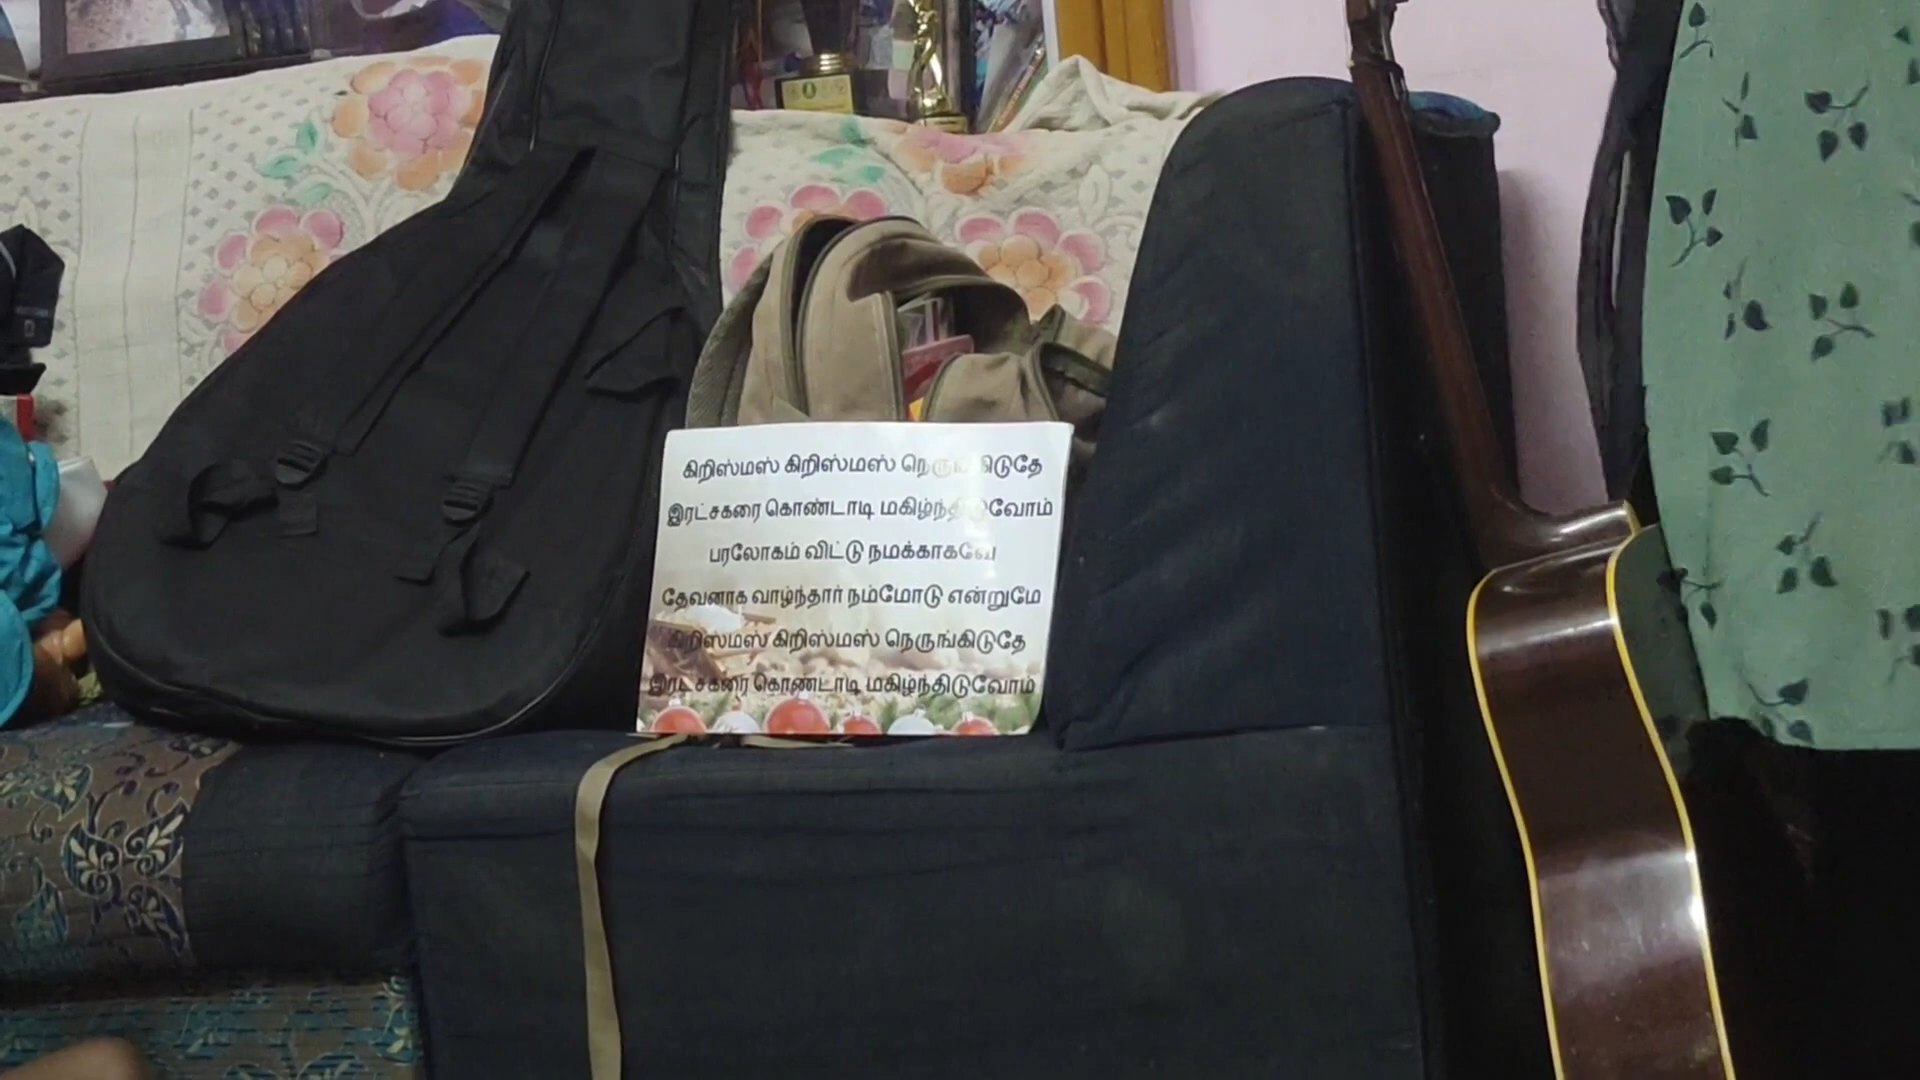 கிறிஸ்மஸ் கிறிஸ்மஸ் நெருங்கிடுதே
இரட்சகரை கொண்டாடி மகிழ்ந்திடுவோம்
பரலோகம் விட்டு நமக்காகவே
தேவனாக வாழ்ந்தார் நம்மோடு என்றுமே
கிறிஸ்மஸ் கிறிஸ்மஸ் நெருங்கிடுதே
இரட்சகரை கொண்டாடி மகிழ்ந்திடுவோம்